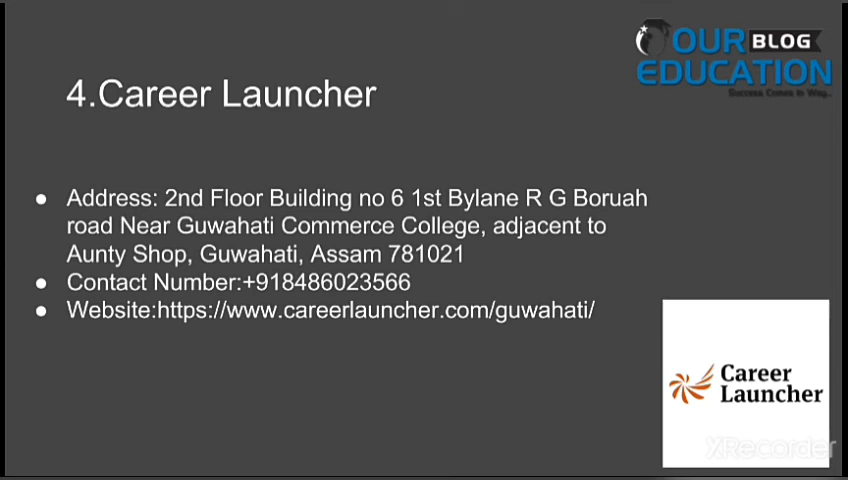 OUR BLOG
EDUCATION
Success Comes In Way...
4.Career Launcher
● Address: 2nd Floor Building no 6 1st Bylane R G Boruah
road Near Guwahati Commerce College, adjacent to
Aunty Shop, Guwahati, Assam 781021
● Contact Number:+918486023566
● Website:https://www.careerlauncher.com/guwahati/
Career
Launcher
XRecorder